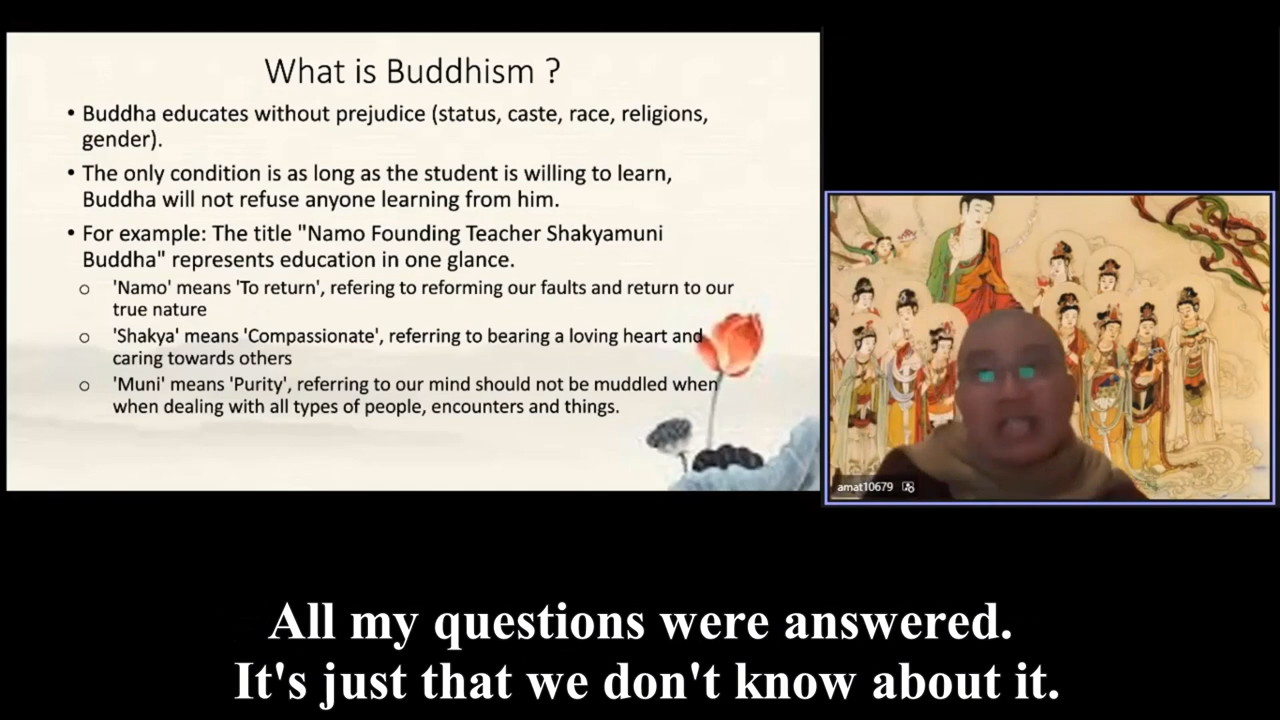 What is Buddhism ?
• Buddha educates without prejudice (status, caste, race, religions,
gender).
• The only condition is as long as the student is willing to learn,
Buddha will not refuse anyone learning from him.
• For example: The title "Namo Founding Teacher Shakyamuni
Buddha" represents education in one glance.
o 'Namo' means 'To return', refering to reforming our faults and return to our
true nature
o 'Shakya' means 'Compassionate', referring to bearing a loving heart and
caring towards others
o 'Muni' means 'Purity', referring to our mind should not be muddled when
when dealing with all types of people, encounters and things.
amat10679
All my questions were answered.
It's just that we don't know about it.